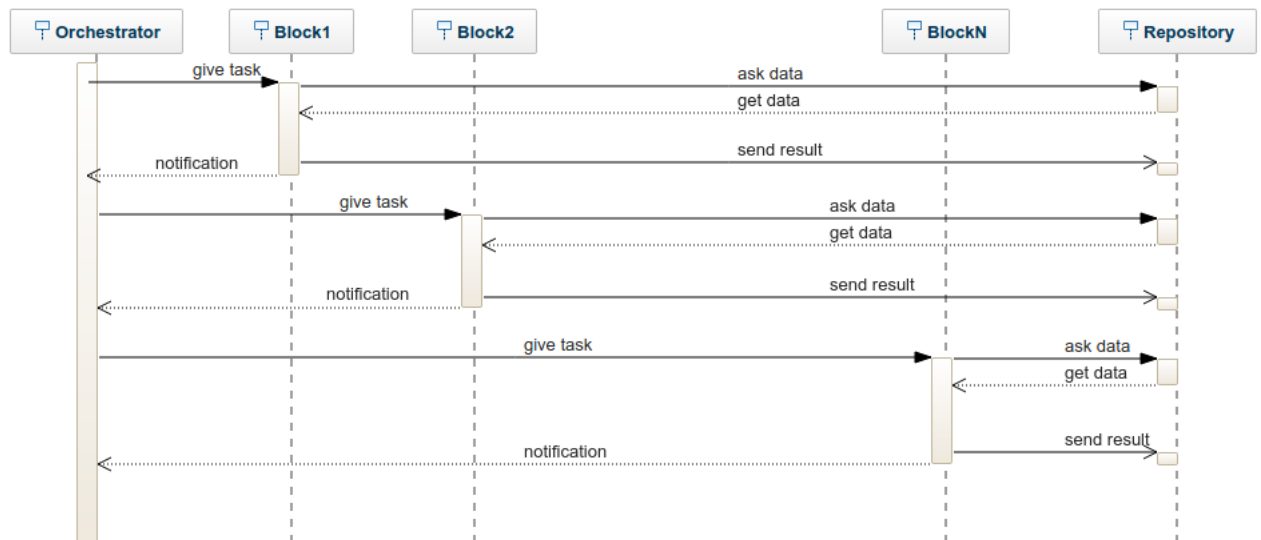 Orchestrator
Block1
Block2
BlockN
Repository
give task
ask data
get data
send result
notification
give task
ask data
get data
send result
notification
give task
ask data
get data
send result
notification